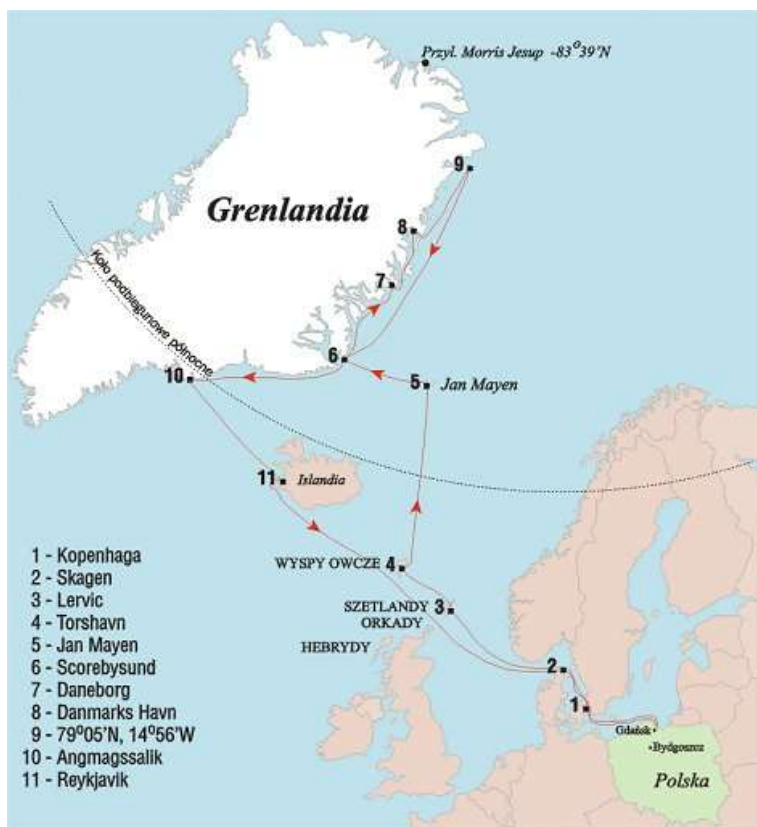 Przyl. Morris Jesup -83°39'N
9
Grenlandia
8
7
Koło podbiegunowe północne
6
10
5
Jan Mayen
11
Islandia
WYSPY OWCZE
4
SZETLANDY
3
ORKADY
HEBRYDY
2
1
Gdańsk
Bydgoszcz
Polska
1 - Kopenhaga
2 - Skagen
3 - Lervic
4 - Torshavn
5 - Jan Mayen
6 - Scorebysund
7 - Daneborg
8 - Danmarks Havn
9 - 79°05'N, 14°56'W
10 - Angmagssalik
11 - Reykjavik